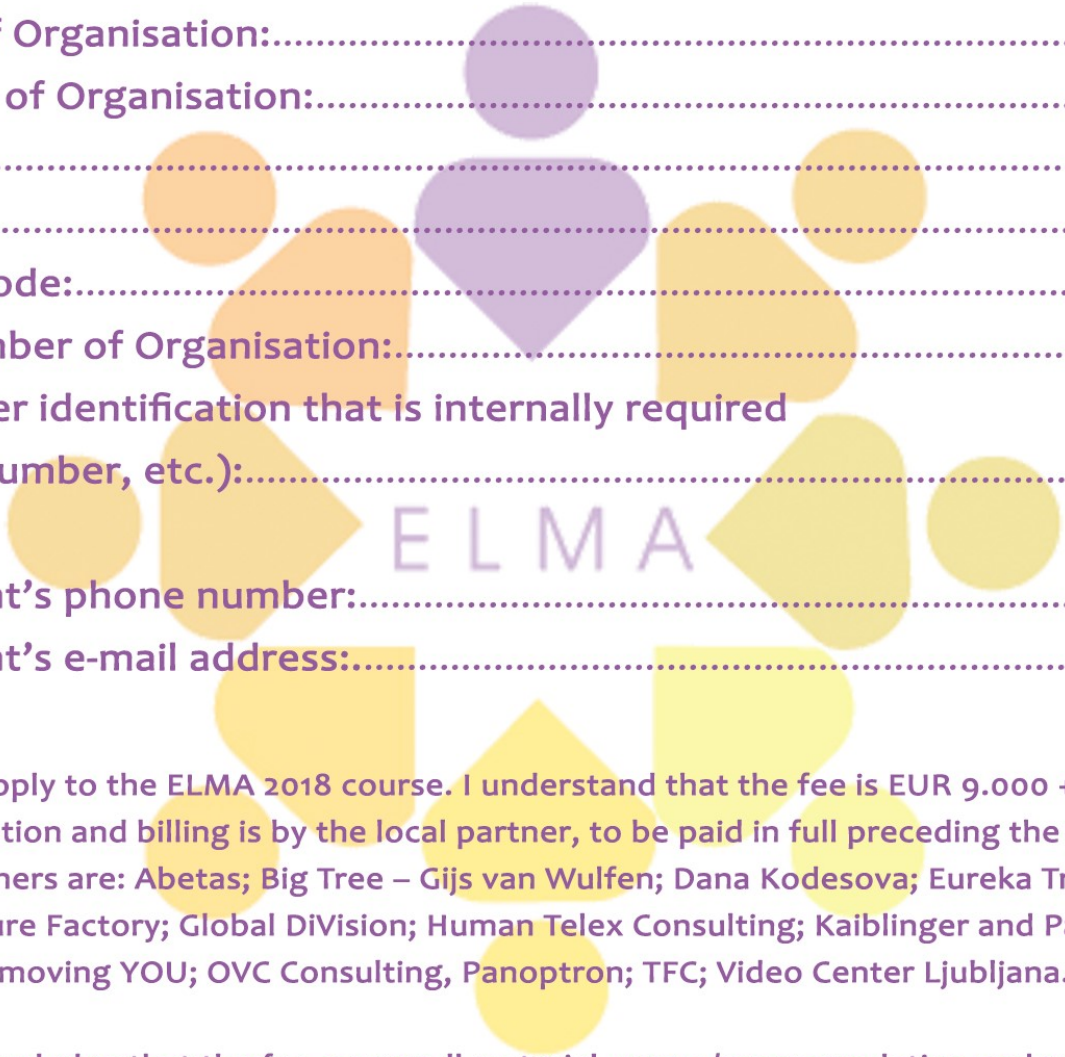 Organisation:
of Organisation:
ode:
ber of Organisation:
er identification that is internally required
umber, etc.):
ELMA
t's phone number:
t's e-mail address:
pply to the ELMA 2018 course. I understand that the fee is EUR 9.000 +
tion and billing is by the local partner, to be paid in full preceding the
ners are: Abetas; Big Tree – Gijs van Wulfen; Dana Kodesova; Eureka Tr
ure Factory; Global DiVision; Human Telex Consulting; Kaiblinger and Pa
moving YOU; OVC Consulting, Panoptron; TFC; Video Center Ljubljana.